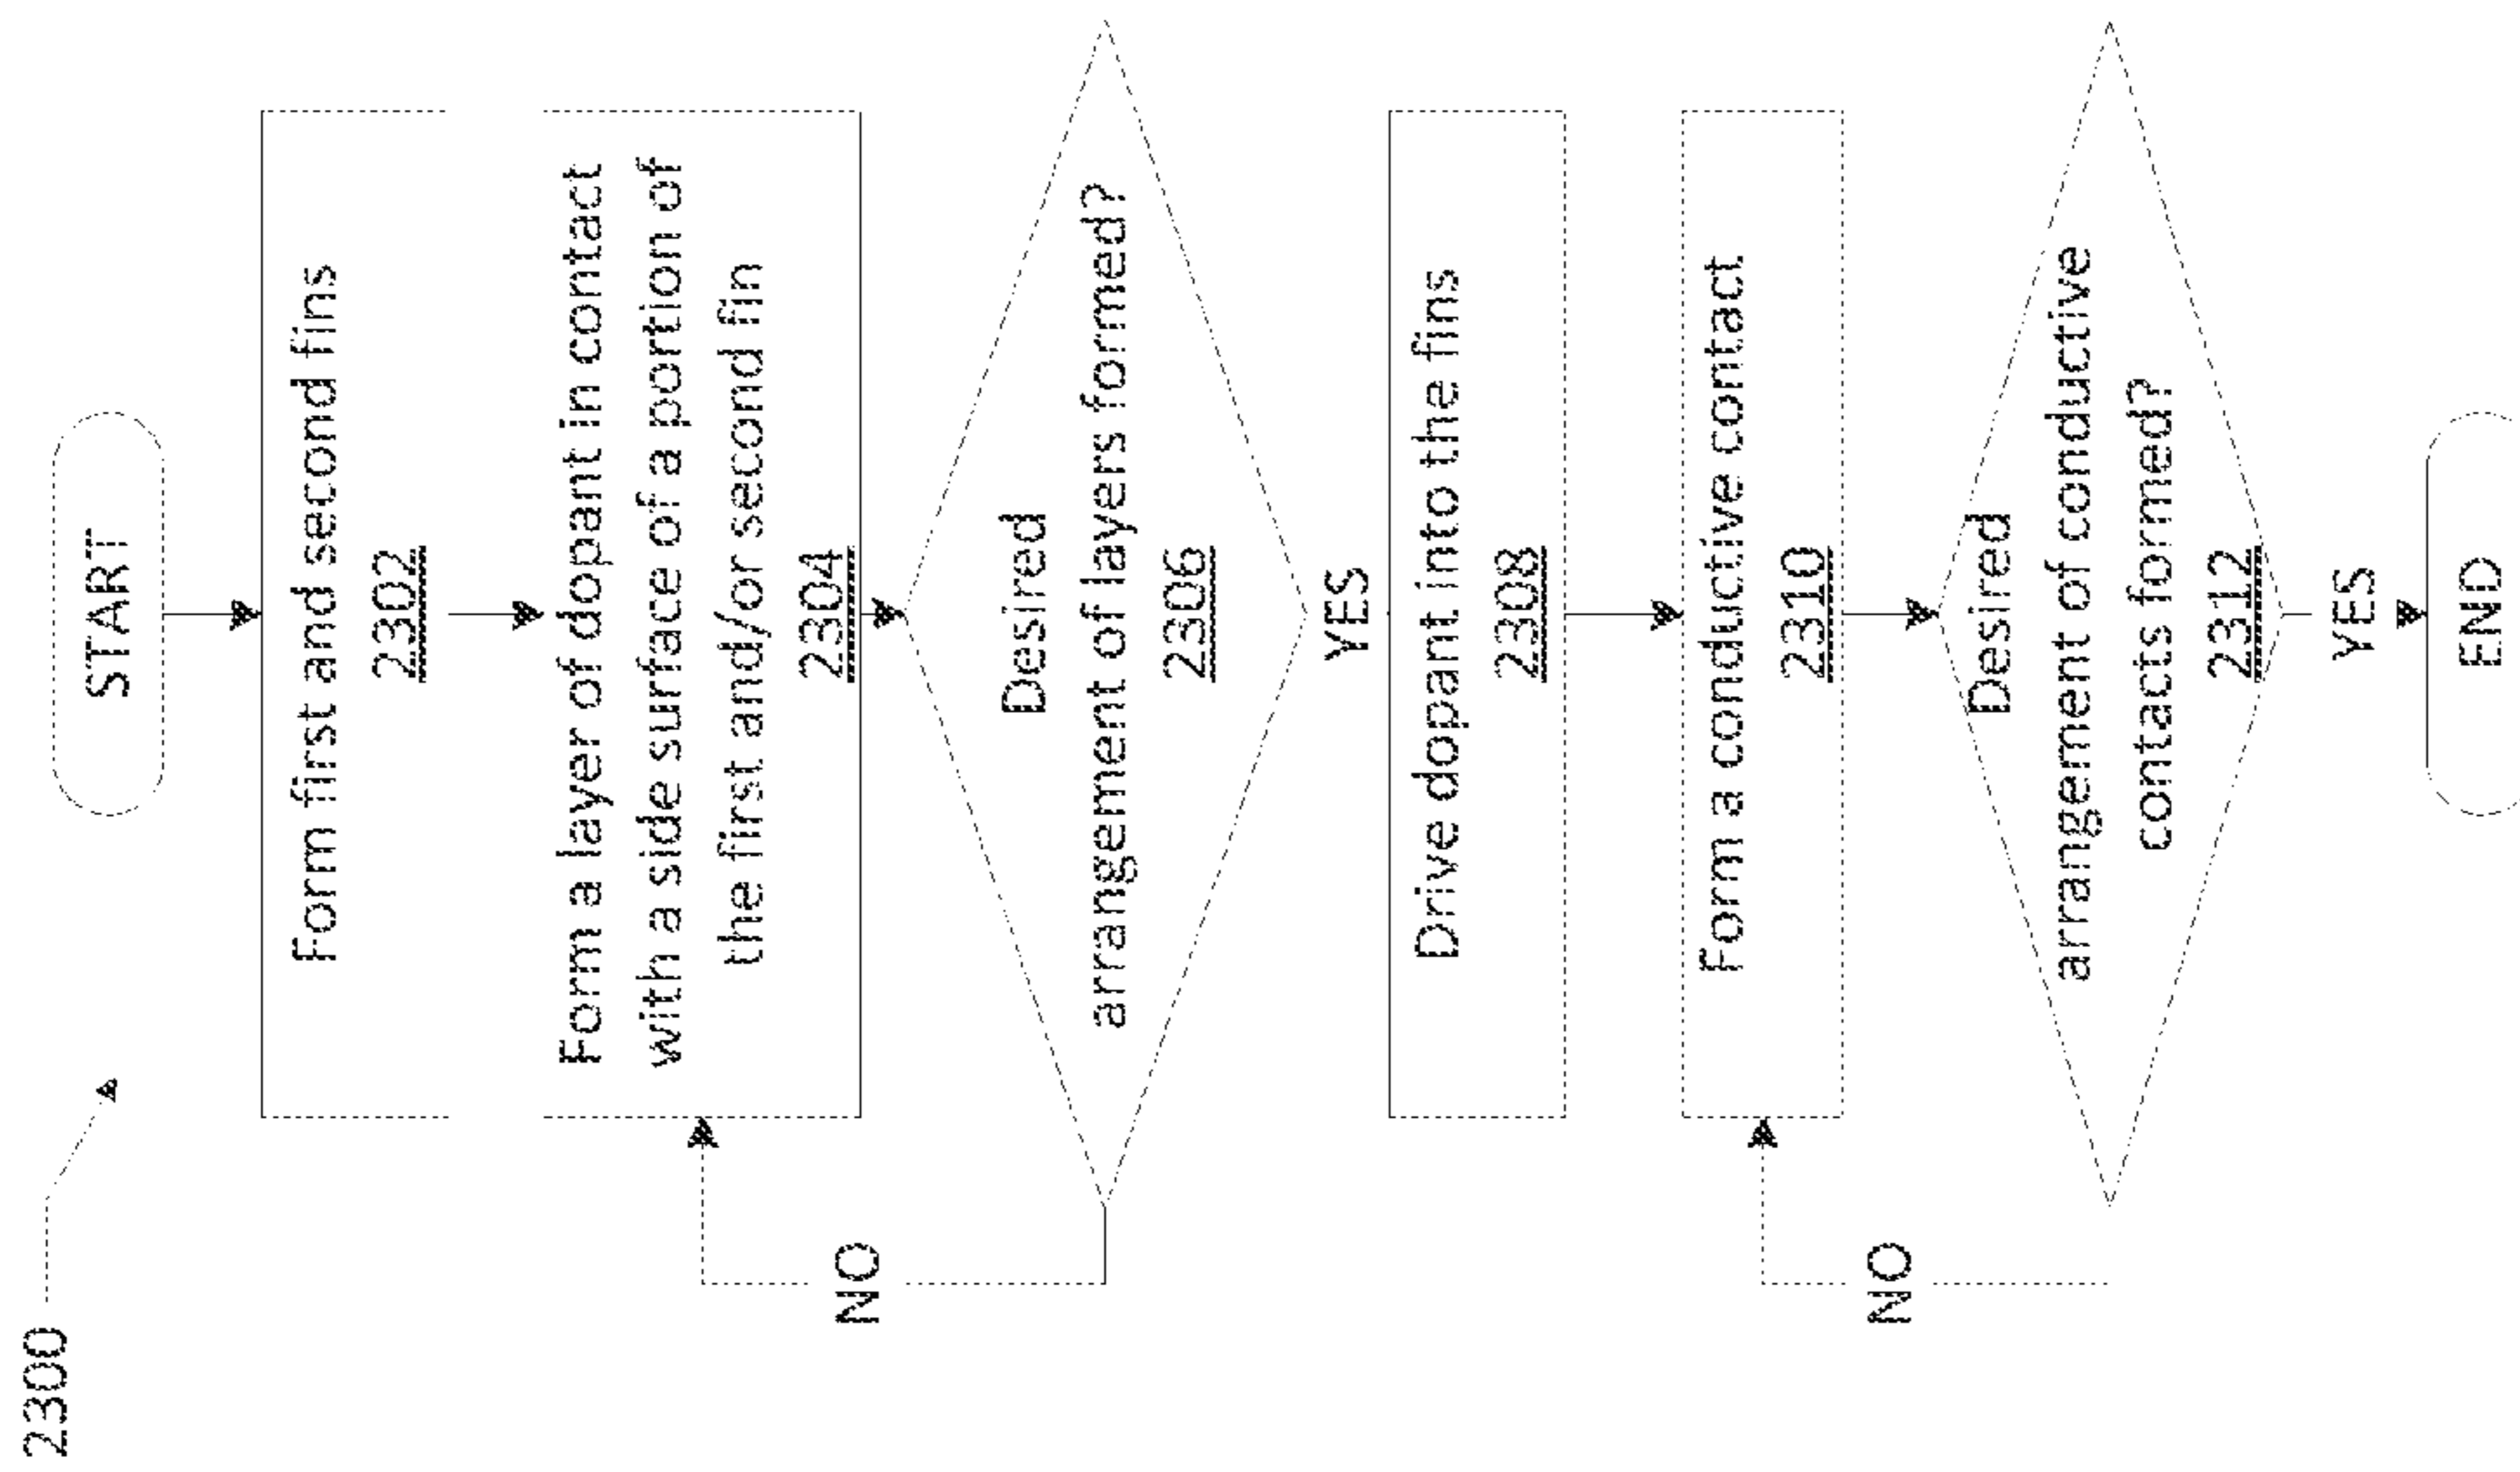 2300
START
Form first and second fins
2302
Form a layer of dopant in contact
with a side surface of a portion of
the first and/or second fin
2304
NO
Desired
arrangement of layers formed?
2306
YES
Drive dopant into the fins
2308
Form a conductive contact
2310
NO
Desired
arrangement of conductive
contacts formed?
2312
YES
END